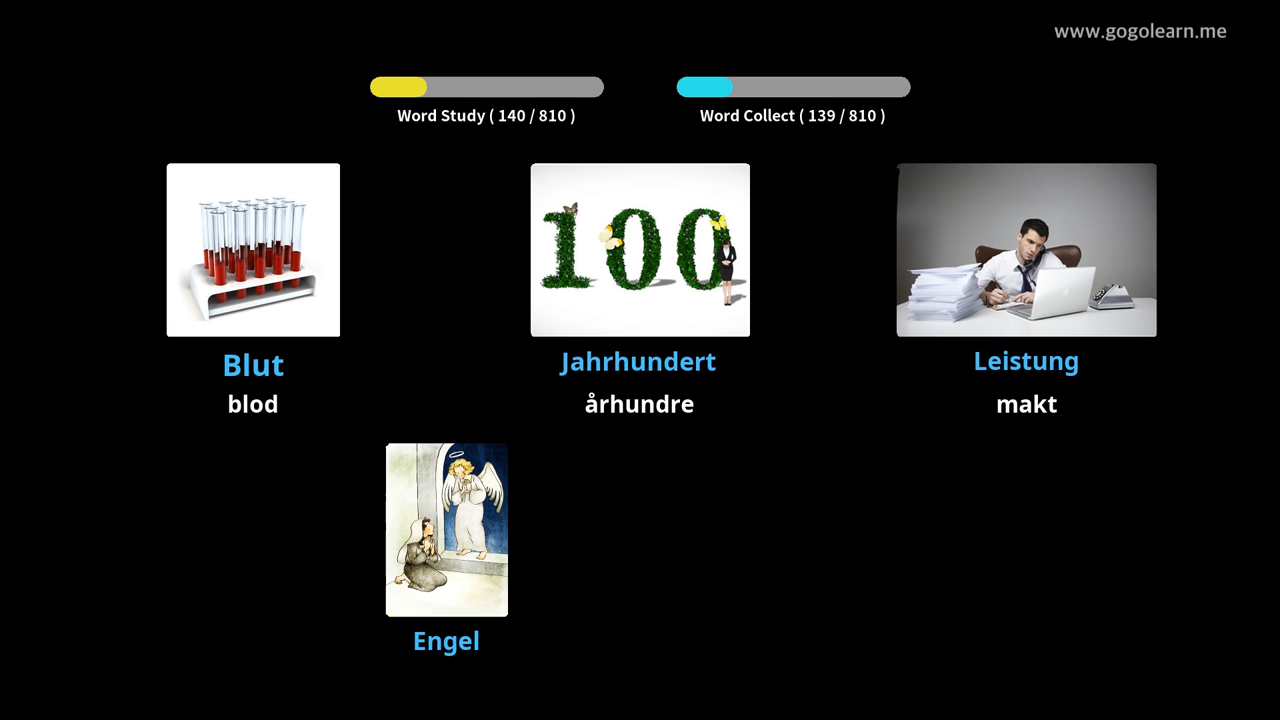 www.gogolearn.me
Word Study ( 140 / 810 )
Word Collect ( 139 / 810 )
Blut
blod
100
Jahrhundert
århundre
Leistung
makt
Engel